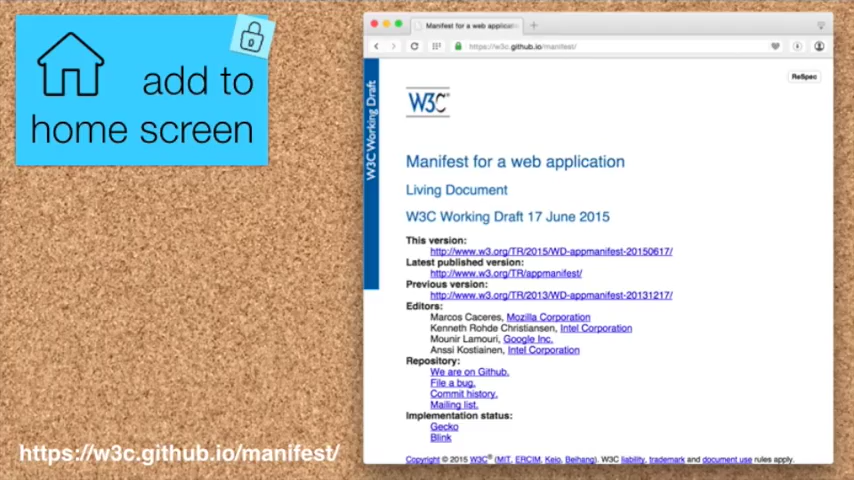 add to
home screen
Manifest for a web applicatio
https://w3c.github.io/manifest/
ReSpec
W3C Working Draft
W3C®
Manifest for a web application
Living Document
W3C Working Draft 17 June 2015
This version:
http://www.w3.org/TR/2015/WD-appmanifest-20150617/
Latest published version:
http://www.w3.org/TR/appmanifest/
Previous version:
http://www.w3.org/TR/2013/WD-appmanifest-20131217/
Editors:
Marcos Caceres, Mozilla Corporation
Kenneth Rohde Christiansen, Intel Corporation
Mounir Lamouri, Google Inc.
Anssi Kostiainen, Intel Corporation
Repository:
We are on Github.
File a bug.
Commit history.
Mailing list.
Implementation status:
Gecko
Blink
Copyright © 2015 W3C® (MIT, ERCIM, Keio, Beihang). W3C liability, trademark and document use rules apply.
https://w3c.github.io/manifest/